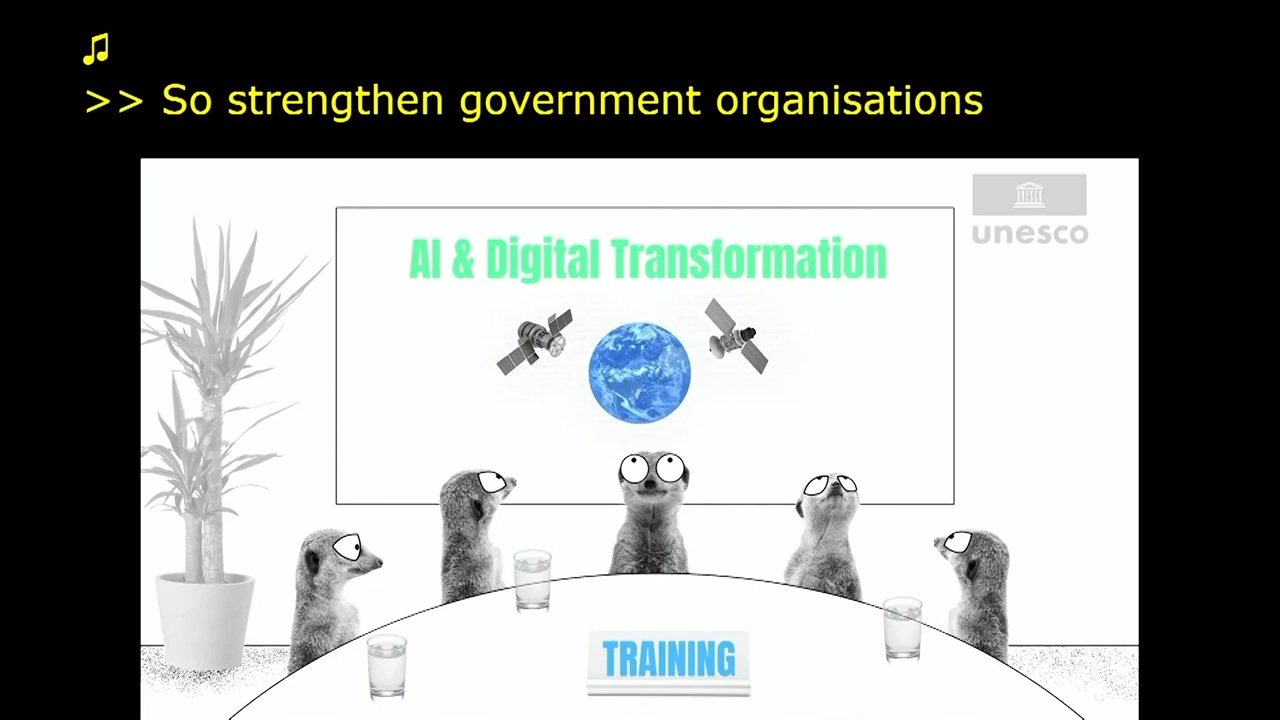 ♫
>> So strengthen government organisations
unesco
AI & Digital Transformation
TRAINING